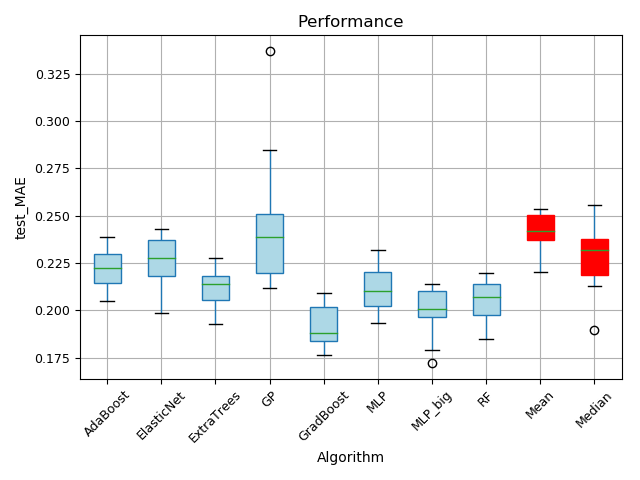 Performance
test_MAE
0.325
0.300
0.275
0.250
0.225
0.200
0.175
AdaBoost
ElasticNet
ExtraTrees
GP
GradBoost
MLP
MLP_big
RF
Mean
Median
Algorithm